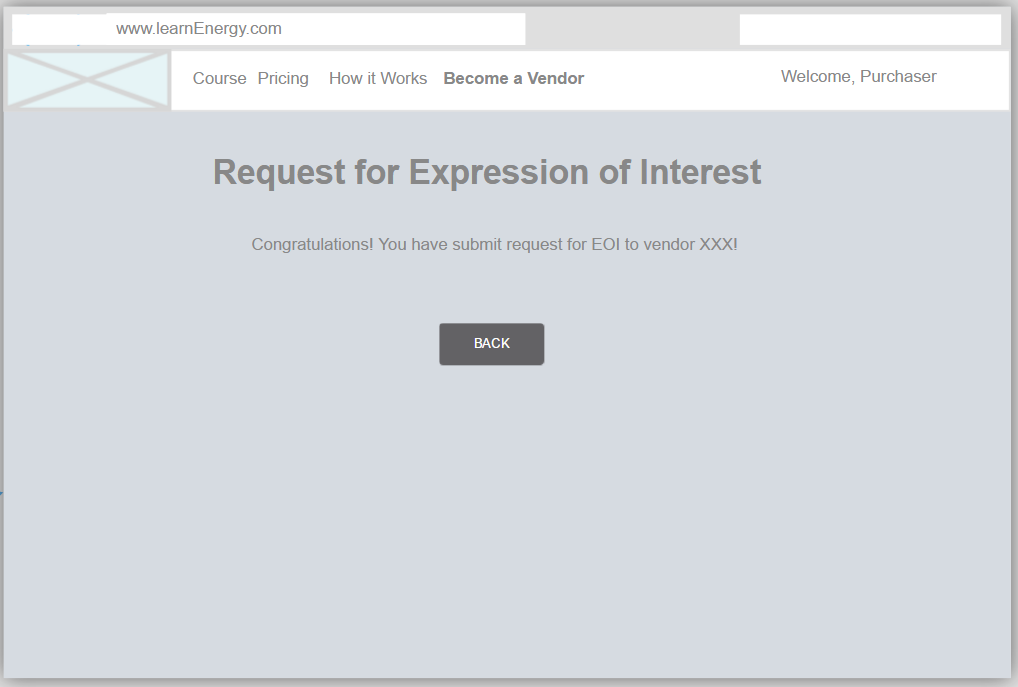 www.learnEnergy.com
Course Pricing How it Works Become a Vendor Welcome, Purchaser
Request for Expression of Interest
Congratulations! You have submit request for EOI to vendor XXX!
BACK